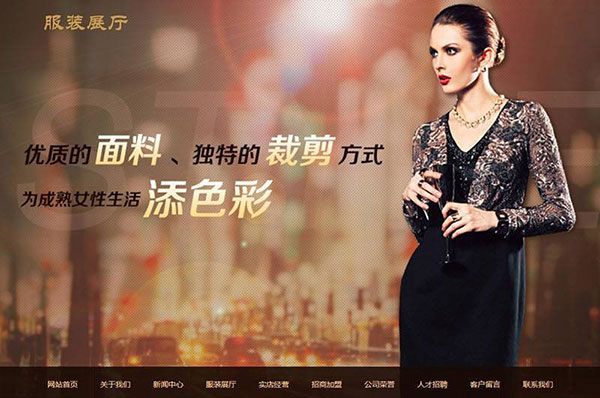 服装展厅
优质的面料、独特的裁剪方式
为成熟女性生活添色彩
网站首页 关于我们 新闻中心 服装展厅 实店经营 招商加盟 公司荣誉 人才招聘 客户留言 联系我们